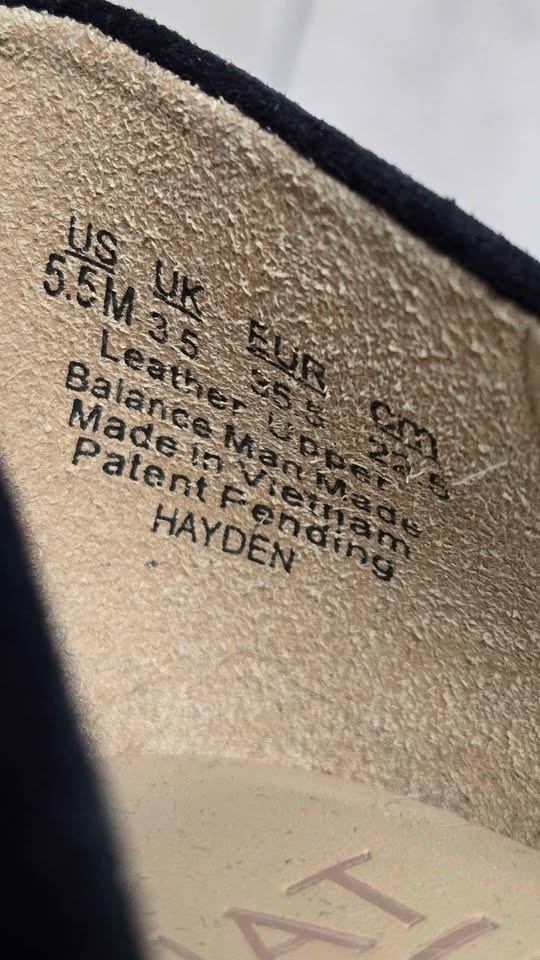 US UK EUR cm
5.5M 3.5 35.5 22.5
Leather Upper
Balance Man Made
Made in Vietnam
Patent Pending
HAYDEN
AT